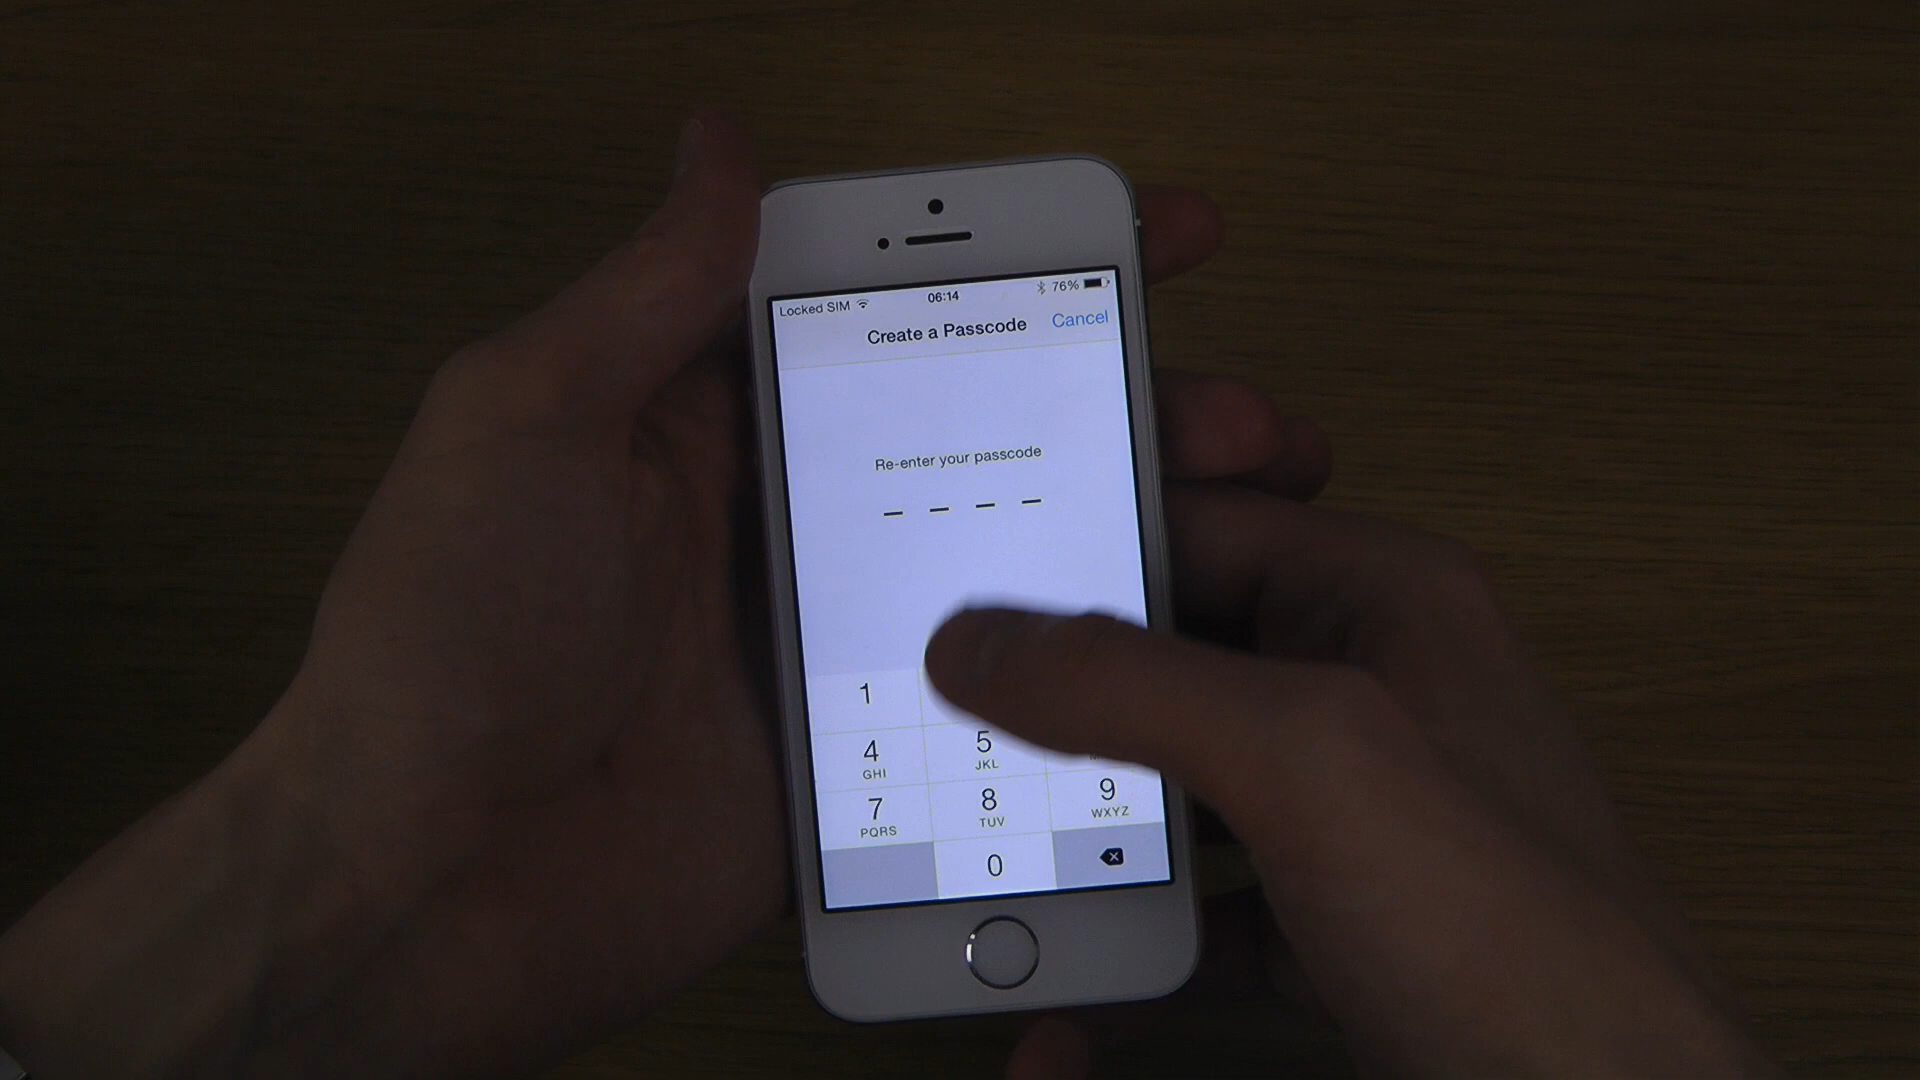 Locked SIM 06:14 76%
Create a Passcode Cancel
Re-enter your passcode
1
4 5
GHI JKL
7 8 9
PQRS TUV WXYZ
0